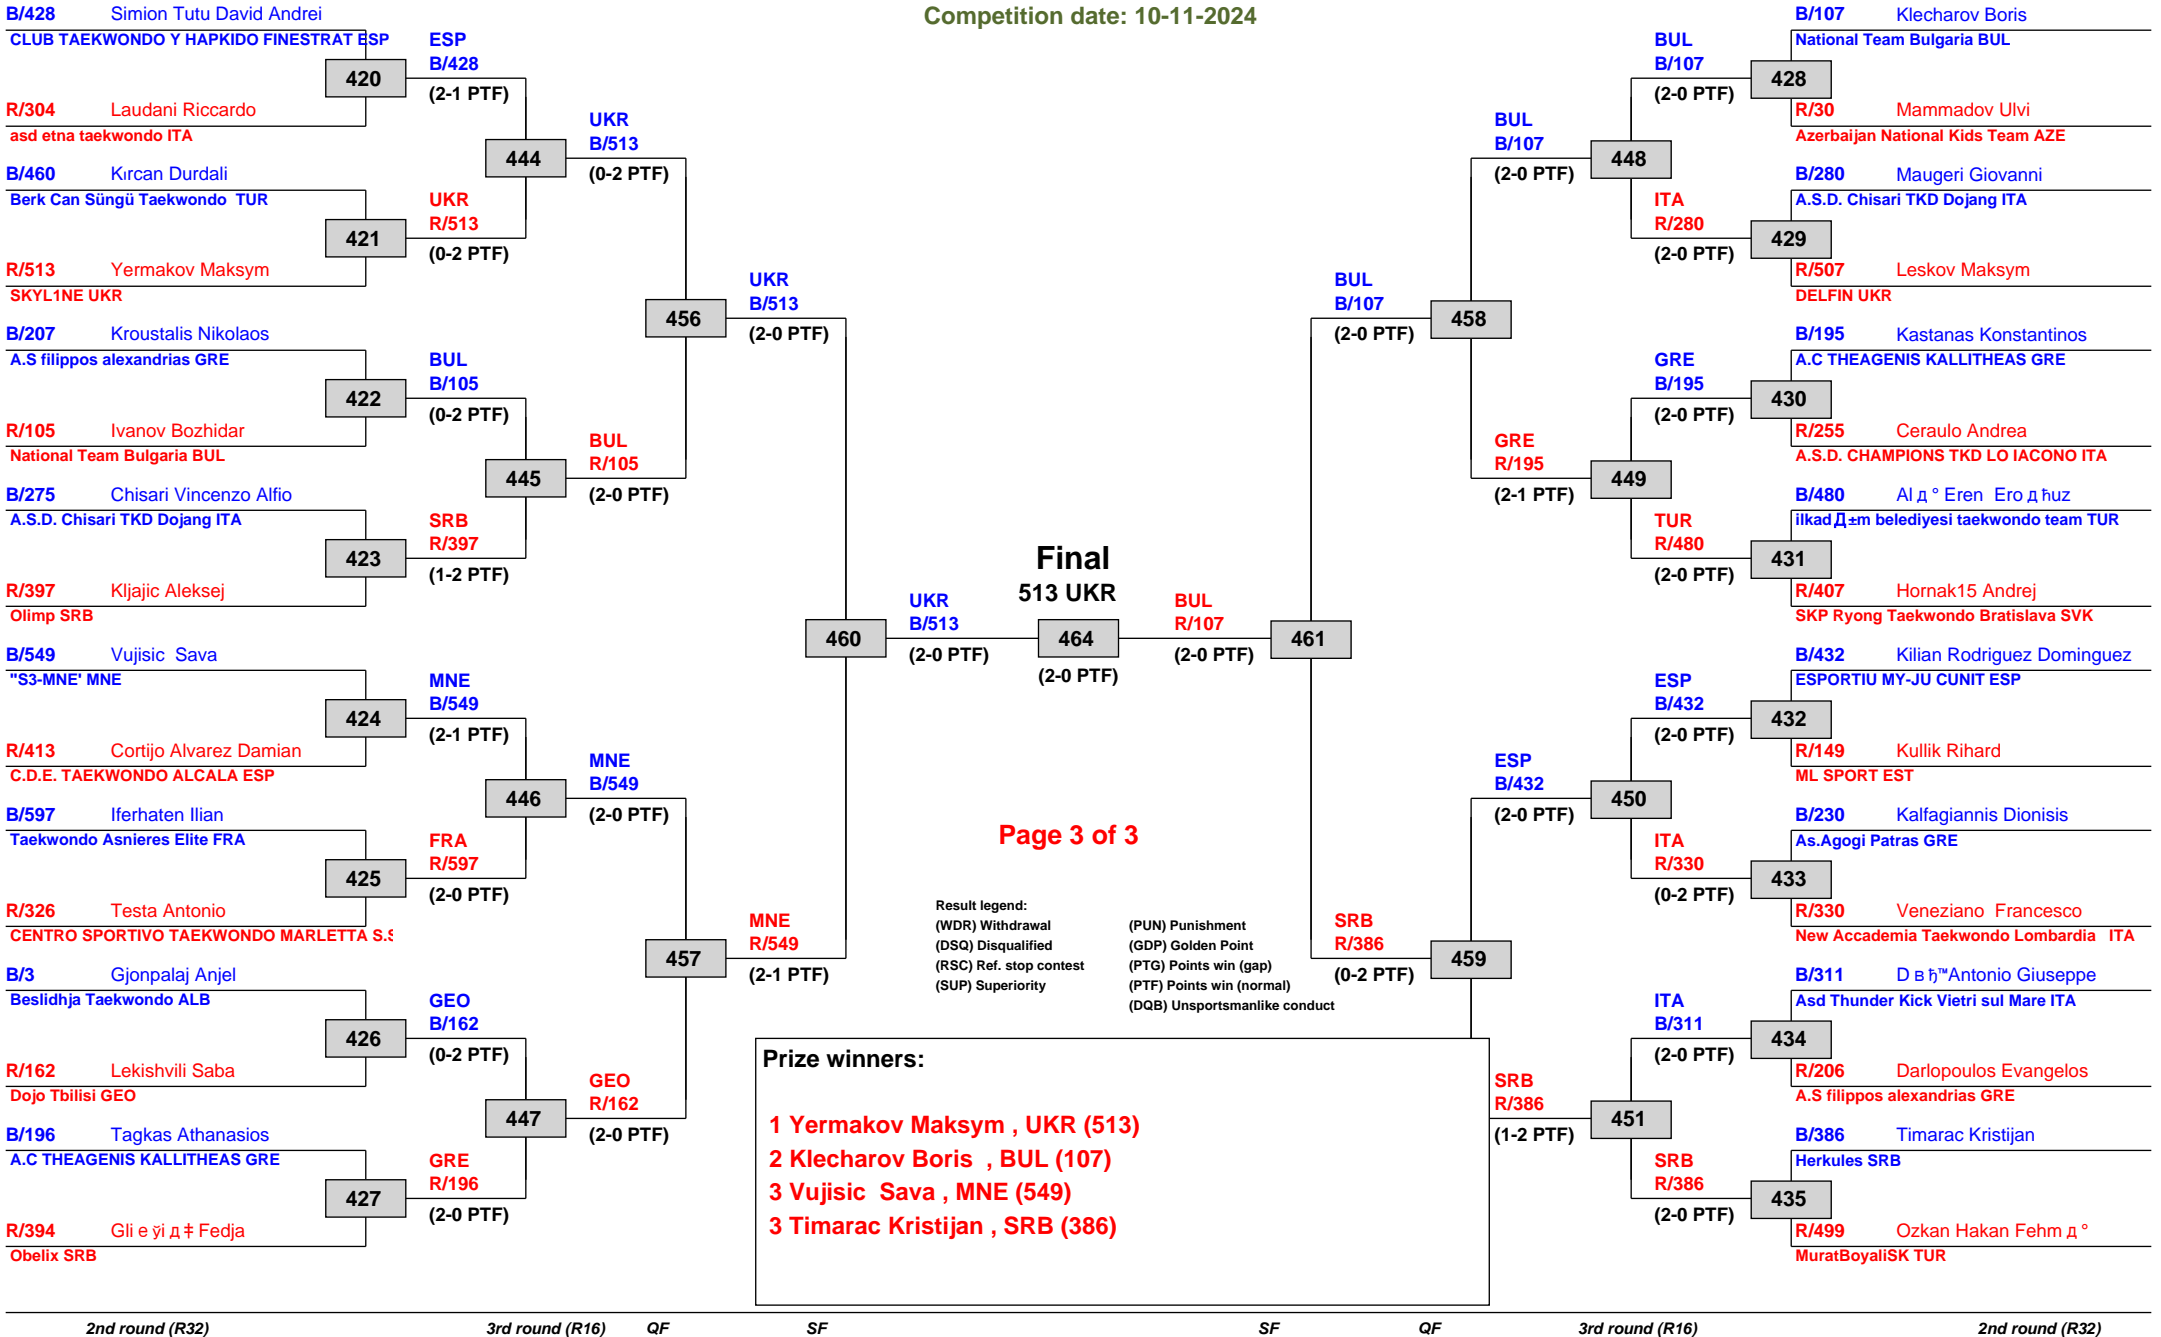 Competition date: 10-11-2024
B/428 Simion Tutu David Andrei
CLUB TAEKWONDO Y HAPKIDO FINESTRAT ESP
420
R/304 Laudani Riccardo
asd etna taekwondo ITA
B/460 Kırcan Durdali
Berk Can Süngü Taekwondo TUR
421
R/513 Yermakov Maksym
SKYL1NE UKR
B/207 Kroustalis Nikolaos
A.S filippos alexandrias GRE
422
R/105 Ivanov Bozhidar
National Team Bulgaria BUL
B/275 Chisari Vincenzo Alfio
A.S.D. Chisari TKD Dojang ITA
423
R/397 Kljajic Aleksej
Olimp SRB
B/549 Vujisic Sava
"S3-MNE' MNE
424
R/413 Cortijo Alvarez Damian
C.D.E. TAEKWONDO ALCALA ESP
B/597 Iferhaten Ilian
Taekwondo Asnieres Elite FRA
425
R/326 Testa Antonio
CENTRO SPORTIVO TAEKWONDO MARLETTA S.S
B/3 Gjonpalaj Anjel
Beslidhja Taekwondo ALB
426
R/162 Lekishvili Saba
Dojo Tbilisi GEO
B/196 Tagkas Athanasios
A.C THEAGENIS KALLITHEAS GRE
427
R/394 Gli е ўi д ‡ Fedja
Obelix SRB
ESP
B/428
(2-1 PTF)
444
UKR
R/513
(0-2 PTF)
BUL
B/105
(0-2 PTF)
445
SRB
R/397
(1-2 PTF)
MNE
B/549
(2-1 PTF)
446
FRA
R/597
(2-0 PTF)
GEO
B/162
(0-2 PTF)
447
GRE
R/196
(2-0 PTF)
UKR
B/513
(0-2 PTF)
456
BUL
R/105
(2-0 PTF)
MNE
B/549
(2-0 PTF)
457
GEO
R/162
(2-0 PTF)
UKR
B/513
(2-0 PTF)
460
MNE
R/549
(2-1 PTF)
UKR
B/513
(2-0 PTF)
Final
513 UKR
464
(2-0 PTF)
BUL
R/107
(2-0 PTF)
461
Page 3 of 3
Result legend:
(WDR) Withdrawal
(DSQ) Disqualified
(RSC) Ref. stop contest
(SUP) Superiority
(PUN) Punishment
(GDP) Golden Point
(PTG) Points win (gap)
(PTF) Points win (normal)
(DQB) Unsportsmanlike conduct
Prize winners:
1 Yermakov Maksym , UKR (513)
2 Klecharov Boris , BUL (107)
3 Vujisic Sava , MNE (549)
3 Timarac Kristijan , SRB (386)
BUL
B/107
(2-0 PTF)
458
SRB
R/386
(0-2 PTF)
459
BUL
B/107
(2-0 PTF)
448
GRE
R/195
(2-1 PTF)
449
ESP
B/432
(2-0 PTF)
450
SRB
R/386
(1-2 PTF)
451
BUL
B/107
(2-0 PTF)
ITA
R/280
(2-0 PTF)
GRE
B/195
(2-0 PTF)
TUR
R/480
(2-0 PTF)
ESP
B/432
(2-0 PTF)
ITA
R/330
(0-2 PTF)
ITA
B/311
(2-0 PTF)
SRB
R/386
(2-0 PTF)
B/107 Klecharov Boris
National Team Bulgaria BUL
428
R/30 Mammadov Ulvi
Azerbaijan National Kids Team AZE
B/280 Maugeri Giovanni
A.S.D. Chisari TKD Dojang ITA
429
R/507 Leskov Maksym
DELFIN UKR
B/195 Kastanas Konstantinos
A.C THEAGENIS KALLITHEAS GRE
430
R/255 Ceraulo Andrea
A.S.D. CHAMPIONS TKD LO IACONO ITA
B/480 Al д ° Eren Ero д ћuz
ilkadД±m belediyesi taekwondo team TUR
431
R/407 Hornak15 Andrej
SKP Ryong Taekwondo Bratislava SVK
B/432 Kilian Rodriguez Dominguez
ESPORTIU MY-JU CUNIT ESP
432
R/149 Kullik Rihard
ML SPORT EST
B/230 Kalfagiannis Dionisis
As.Agogi Patras GRE
433
R/330 Veneziano Francesco
New Accademia Taekwondo Lombardia ITA
B/311 D в ђ™Antonio Giuseppe
Asd Thunder Kick Vietri sul Mare ITA
434
R/206 Darlopoulos Evangelos
A.S filippos alexandrias GRE
B/386 Timarac Kristijan
Herkules SRB
435
R/499 Ozkan Hakan Fehm д °
MuratBoyaliSK TUR
2nd round (R32) 3rd round (R16) QF SF SF QF 3rd round (R16) 2nd round (R32)